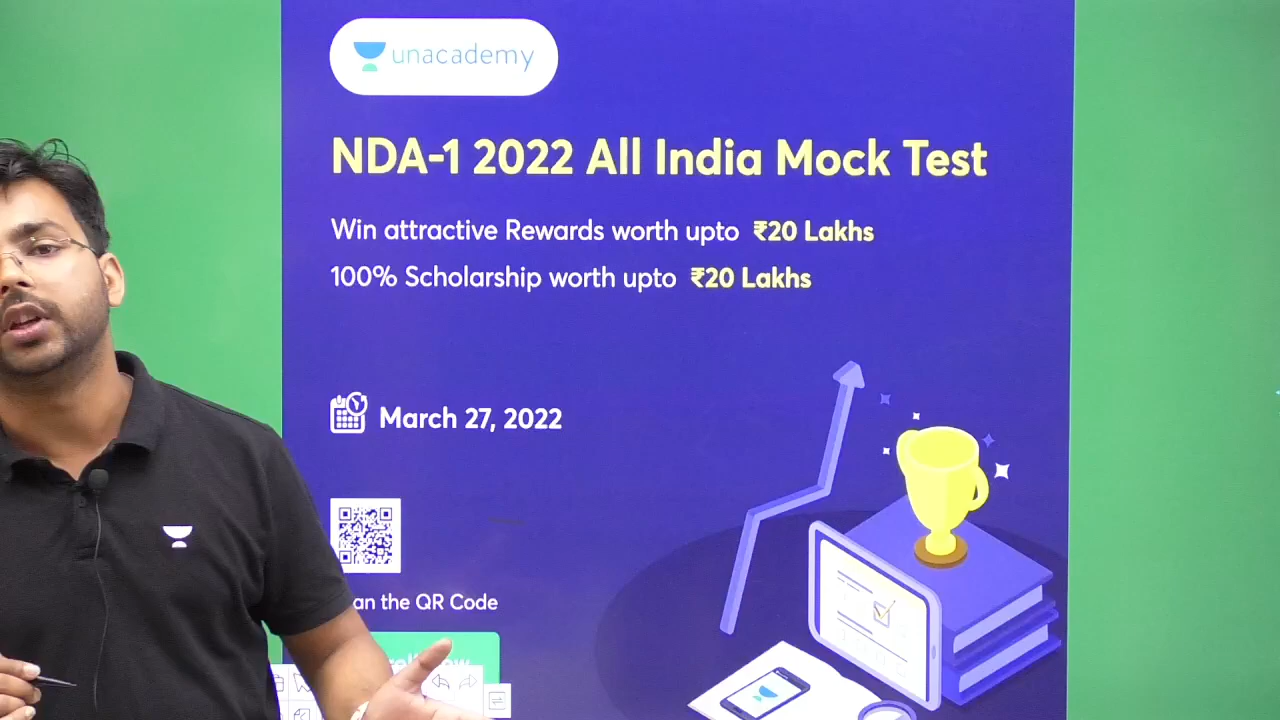 unacademy
NDA-1 2022 All India Mock Test
Win attractive Rewards worth upto ₹20 Lakhs
100% Scholarship worth upto ₹20 Lakhs
March 27, 2022
the QR Code